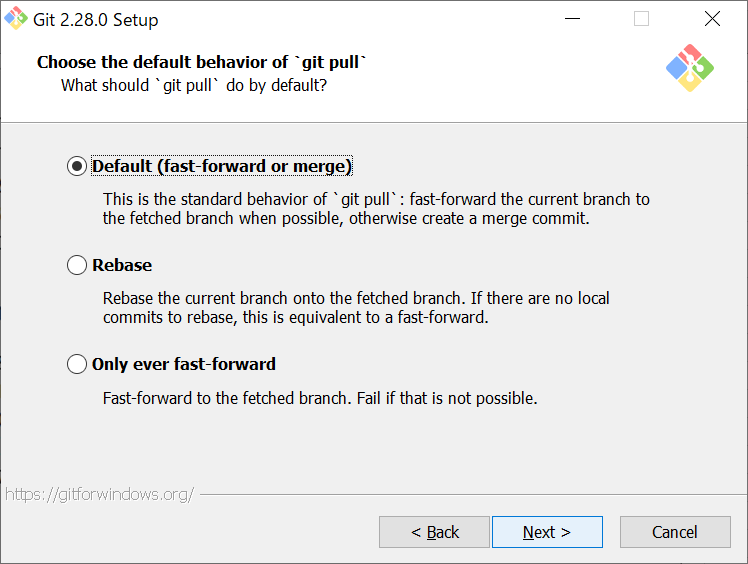 Git 2.28.0 Setup
Choose the default behavior of `git pull`
What should `git pull` do by default?
Default (fast-forward or merge)
This is the standard behavior of `git pull`: fast-forward the current branch to
the fetched branch when possible, otherwise create a merge commit.
Rebase
Rebase the current branch onto the fetched branch. If there are no local
commits to rebase, this is equivalent to a fast-forward.
Only ever fast-forward
Fast-forward to the fetched branch. Fail if that is not possible.
https://gitforwindows.org/
< Back
Next >
Cancel